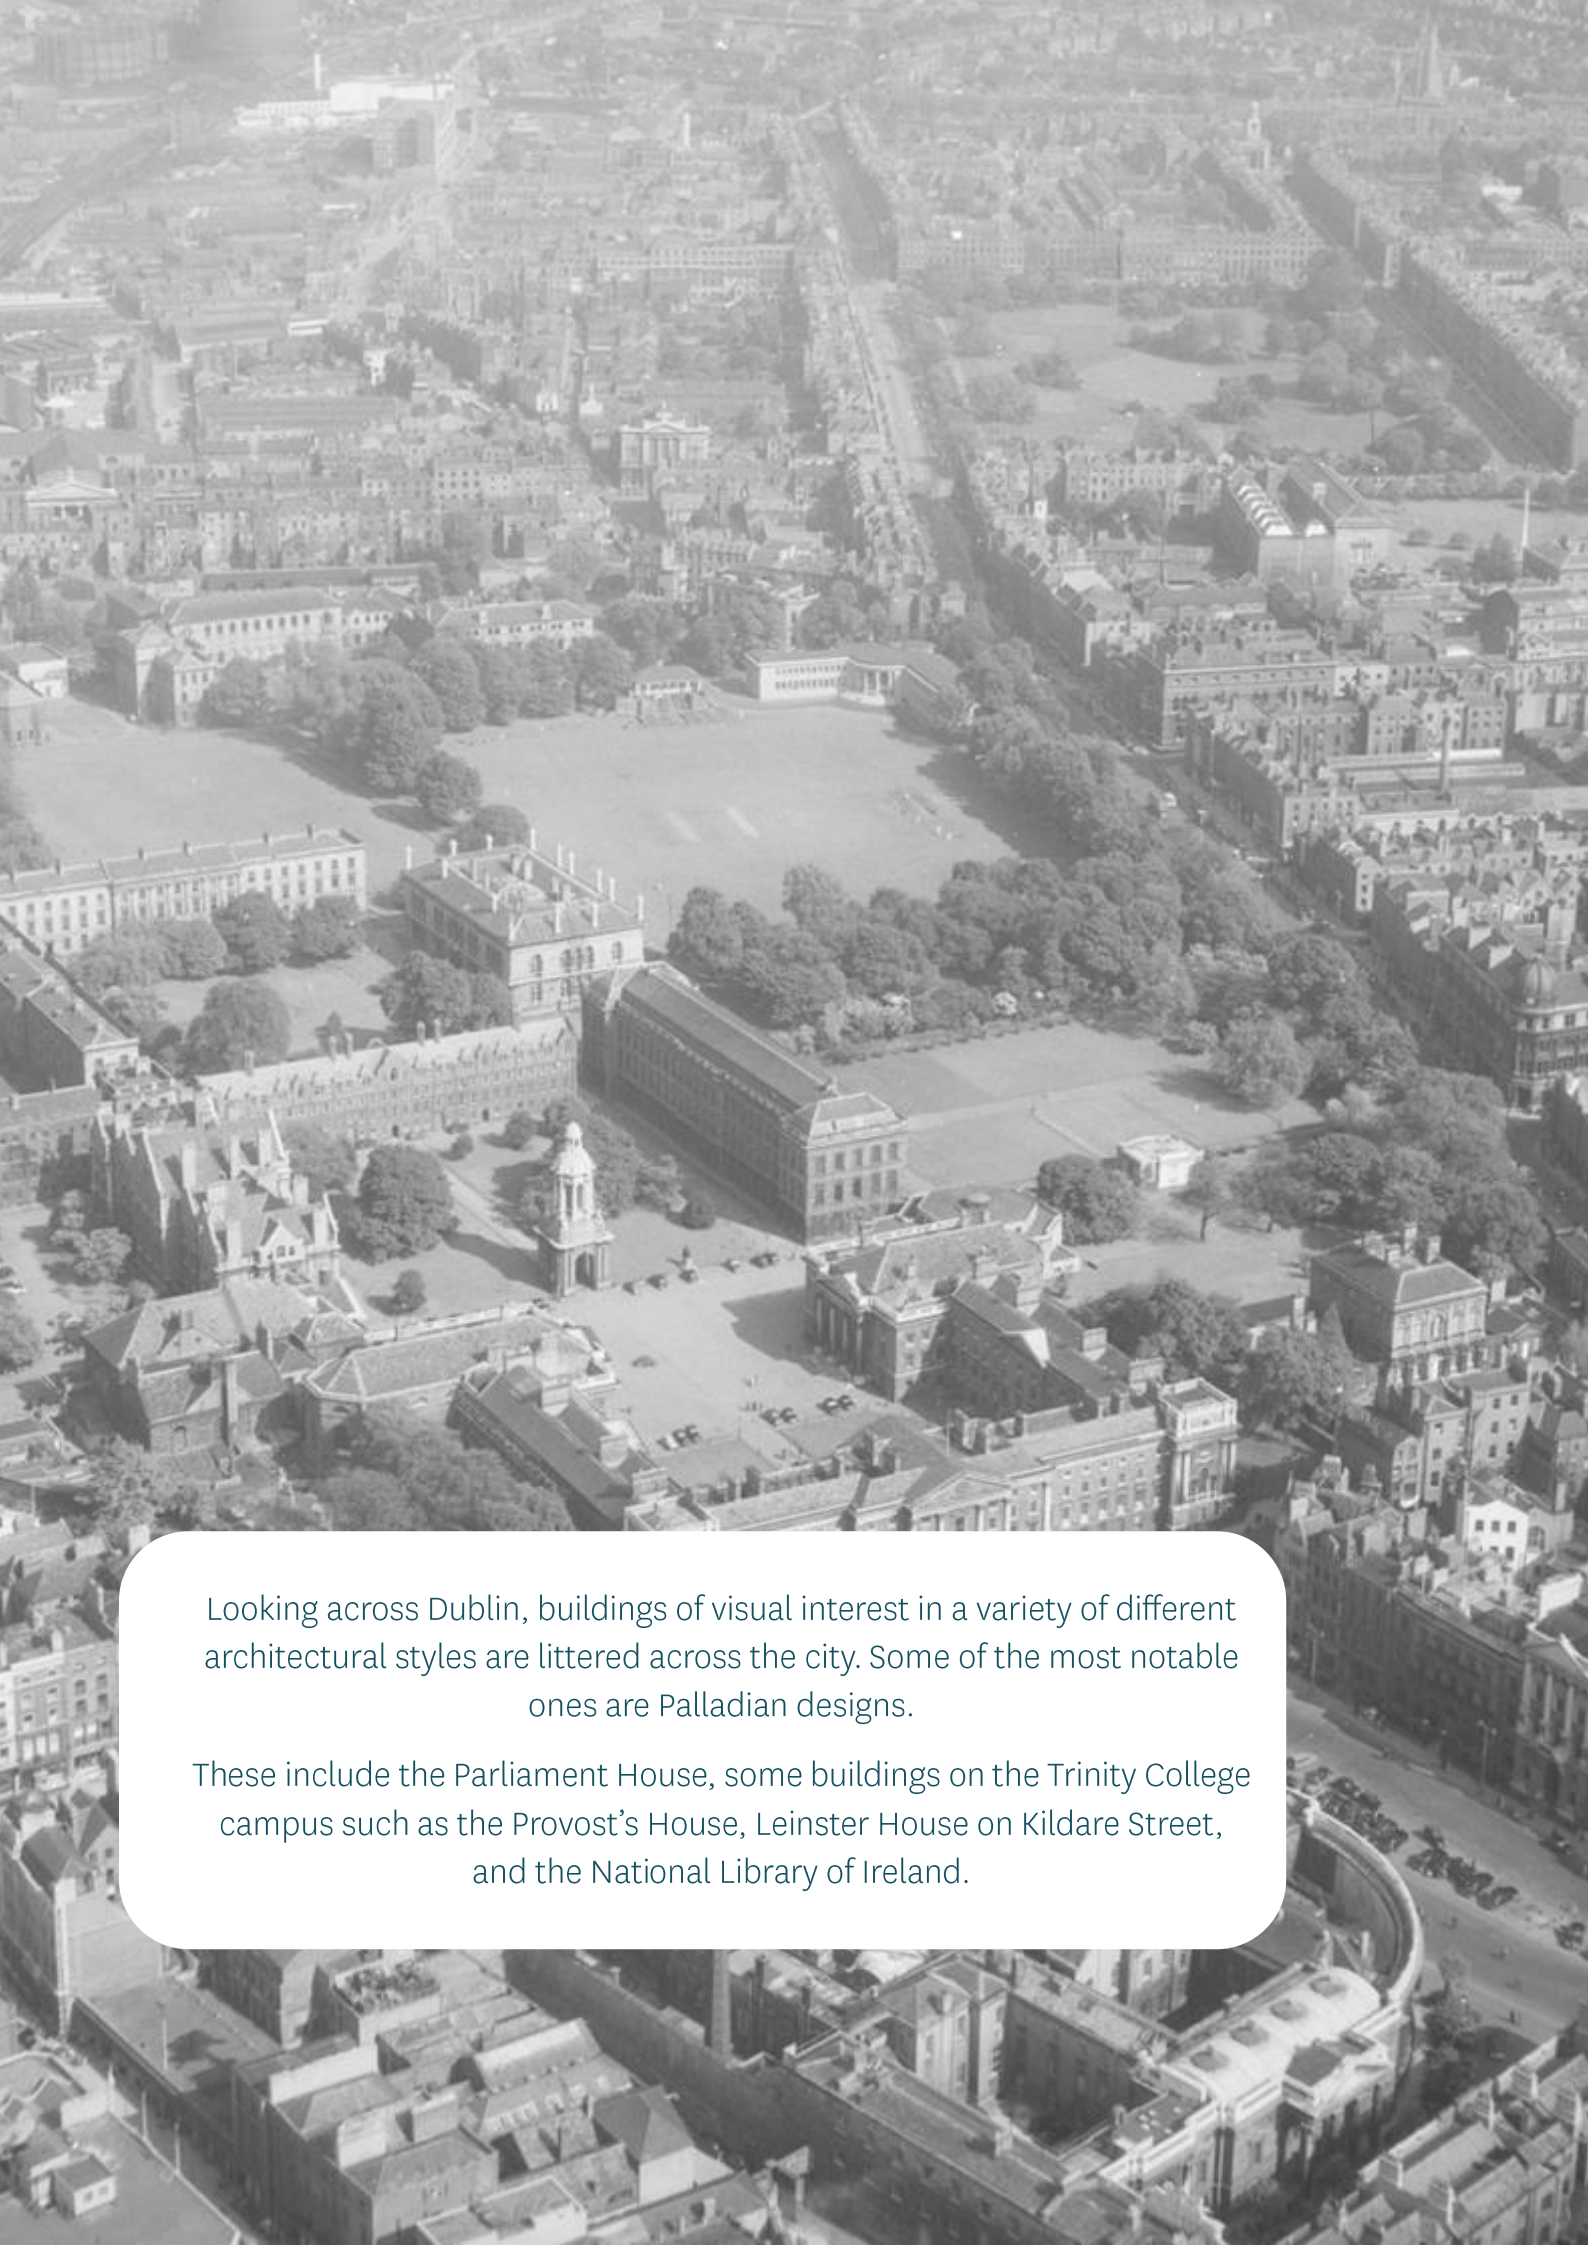 Looking across Dublin, buildings of visual interest in a variety of different
architectural styles are littered across the city. Some of the most notable
ones are Palladian designs.
These include the Parliament House, some buildings on the Trinity College
campus such as the Provost’s House, Leinster House on Kildare Street,
and the National Library of Ireland.